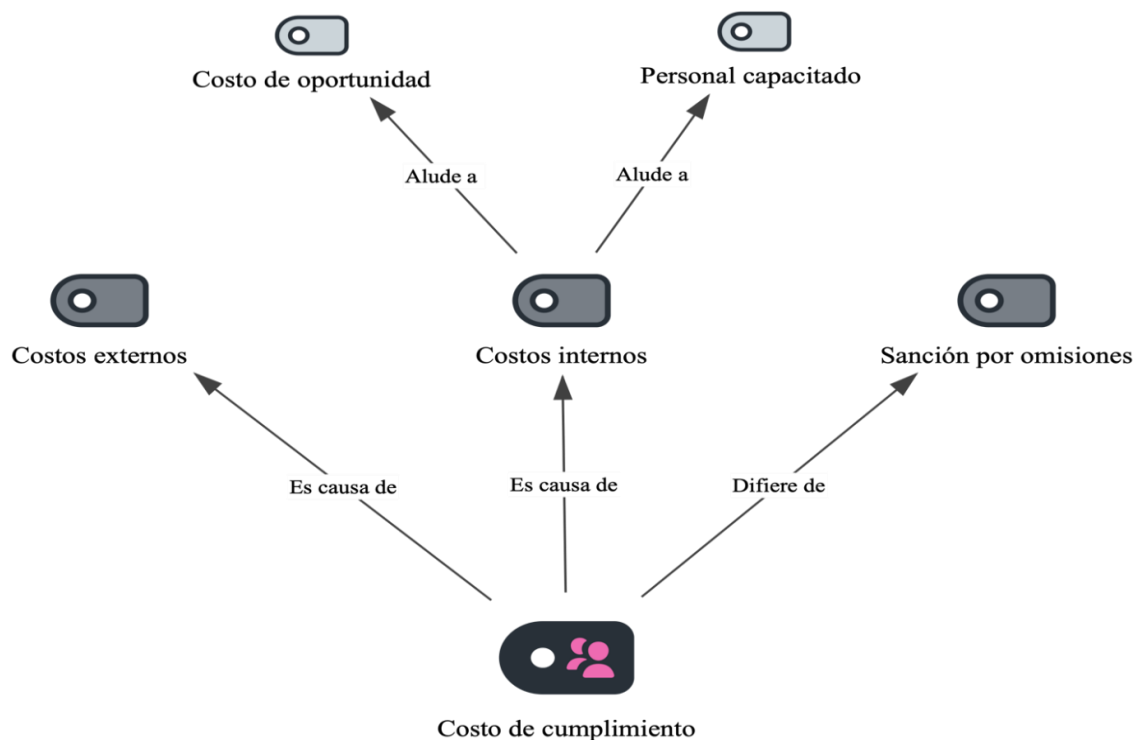 Costo de oportunidad
Personal capacitado
Alude a
Alude a
Costos externos
Costos internos
Sanción por omisiones
Es causa de
Es causa de
Difiere de
Costo de cumplimiento